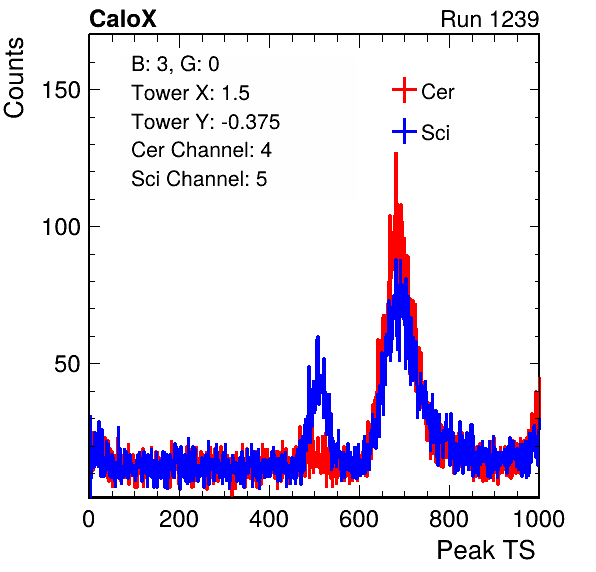 CaloX Run 1239
Counts
B: 3, G: 0
Tower X: 1.5
Tower Y: -0.375
Cer Channel: 4
Sci Channel: 5
Cer
Sci
150
100
50
0 200 400 600 800 1000
Peak TS